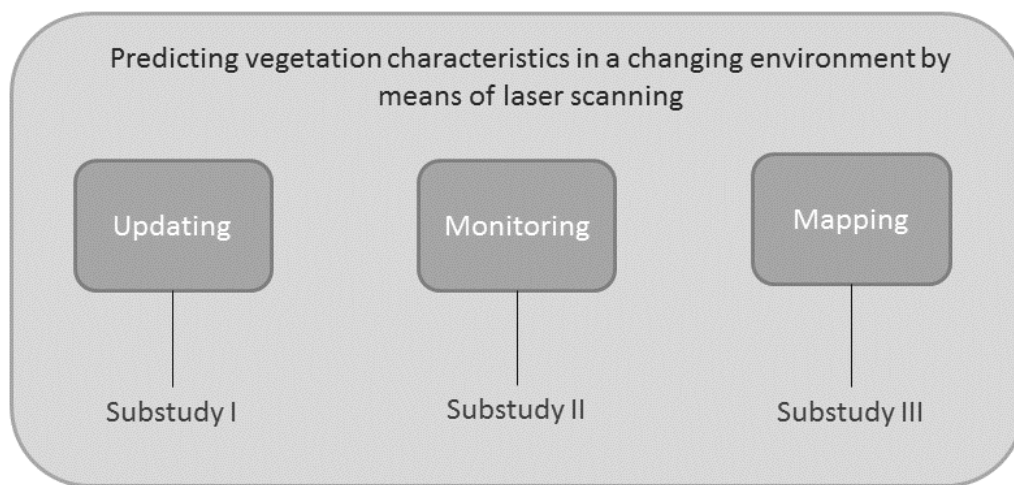 Predicting vegetation characteristics in a changing environment by
means of laser scanning
Updating
Monitoring
Mapping
Substudy I
Substudy II
Substudy III